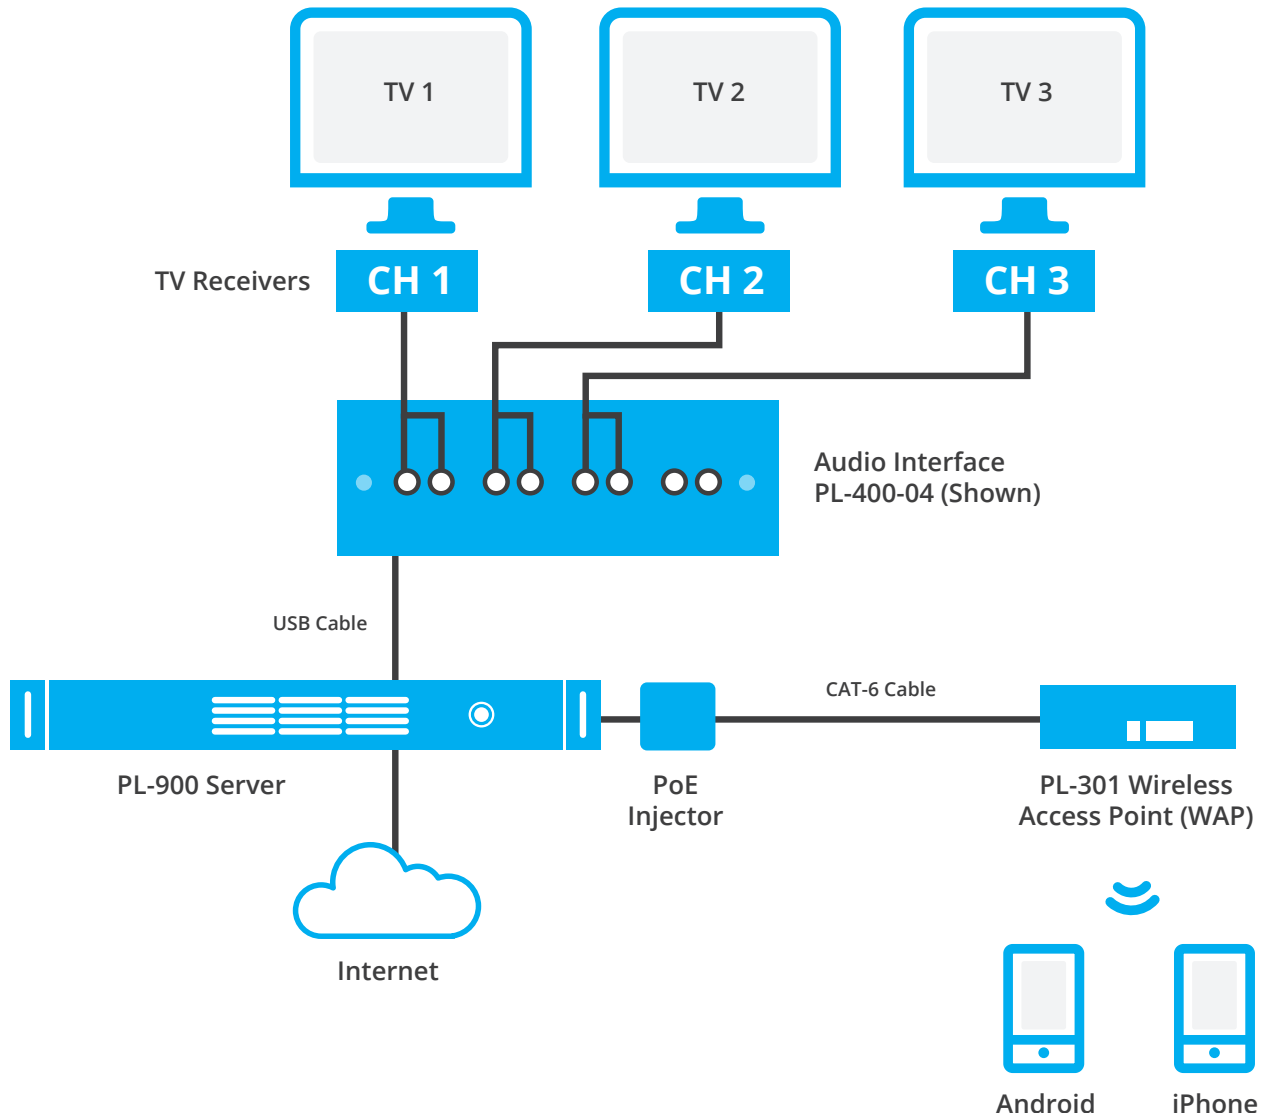 TV 1
TV 2
TV 3
TV Receivers
CH 1
CH 2
CH 3
Audio Interface
PL-400-04 (Shown)
USB Cable
CAT-6 Cable
PL-900 Server
PoE
Injector
PL-301 Wireless
Access Point (WAP)
Internet
Android
iPhone